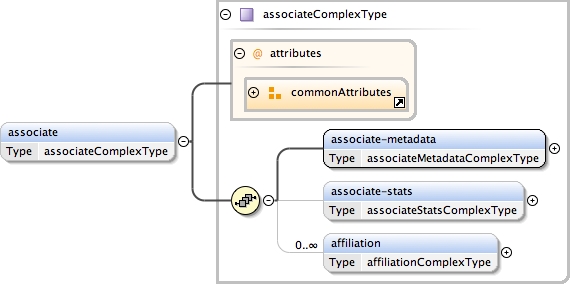 associateComplexType
@ attributes
commonAttributes
associate
Type associateComplexType
associate-metadata
Type associateMetadataComplexType
associate-stats
Type associateStatsComplexType
0..∞
affiliation
Type affiliationComplexType